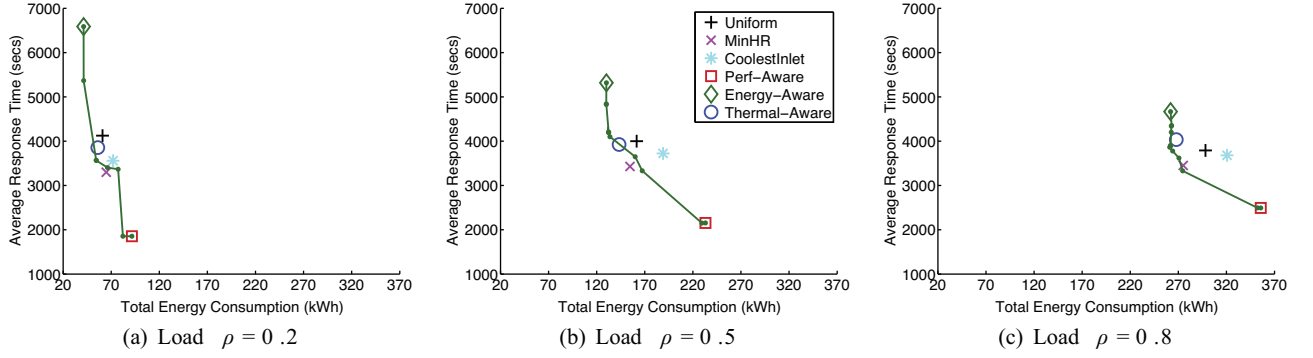 7000
6000
5000
4000
3000
2000
1000
Average Response Time (secs)
20 70 120 170 220 270 320 370
Total Energy Consumption (kWh)
(a) Load ρ = 0 .2
7000
6000
5000
4000
3000
2000
1000
Average Response Time (secs)
20 70 120 170 220 270 320 370
Total Energy Consumption (kWh)
Uniform
MinHR
CoolestInlet
Perf−Aware
Energy−Aware
Thermal−Aware
(b) Load ρ = 0 .5
7000
6000
5000
4000
3000
2000
1000
Average Response Time (secs)
20 70 120 170 220 270 320 370
Total Energy Consumption (kWh)
(c) Load ρ = 0 .8